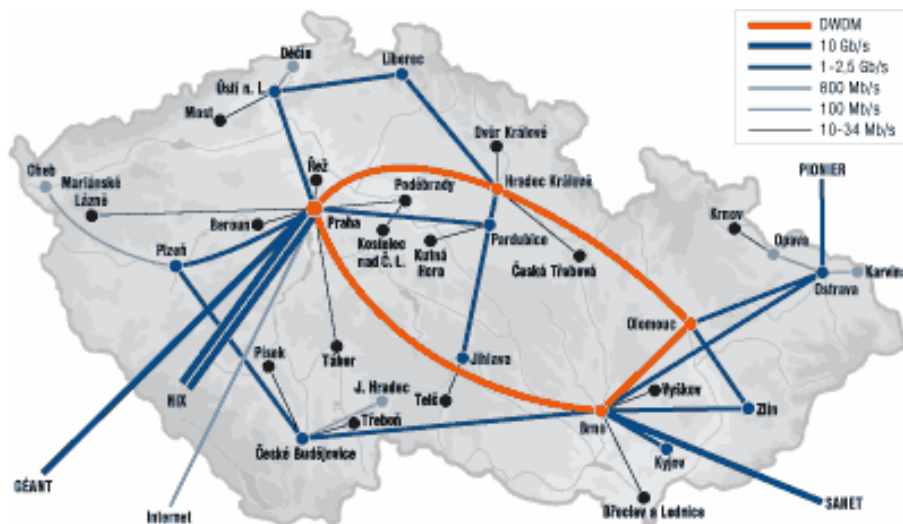 DWDM
10 Gb/s
1-2,5 Gb/s
800 Mb/s
100 Mb/s
10-34 Mb/s
Děčín
Liberec
Ústí n. L.
Most
Dvůr Králové
Cheb
Mariánské
Lázně
Řež
Poděbrady
Hradec Králové
PIONIER
Beroun
Praha
Kostelec
nad Č. L.
Kutná
Hora
Pardubice
Česká Třebová
Krnov
Opava
Karviná
Ostrava
Plzeň
Olomouc
Písek
Tábor
Jihlava
J. Hradec
Telč
Vyškov
NIX
Třeboň
Brno
Zlín
České Budějovice
Kyjov
GÉANT
Internet
Břeclav a Lednice
SANET